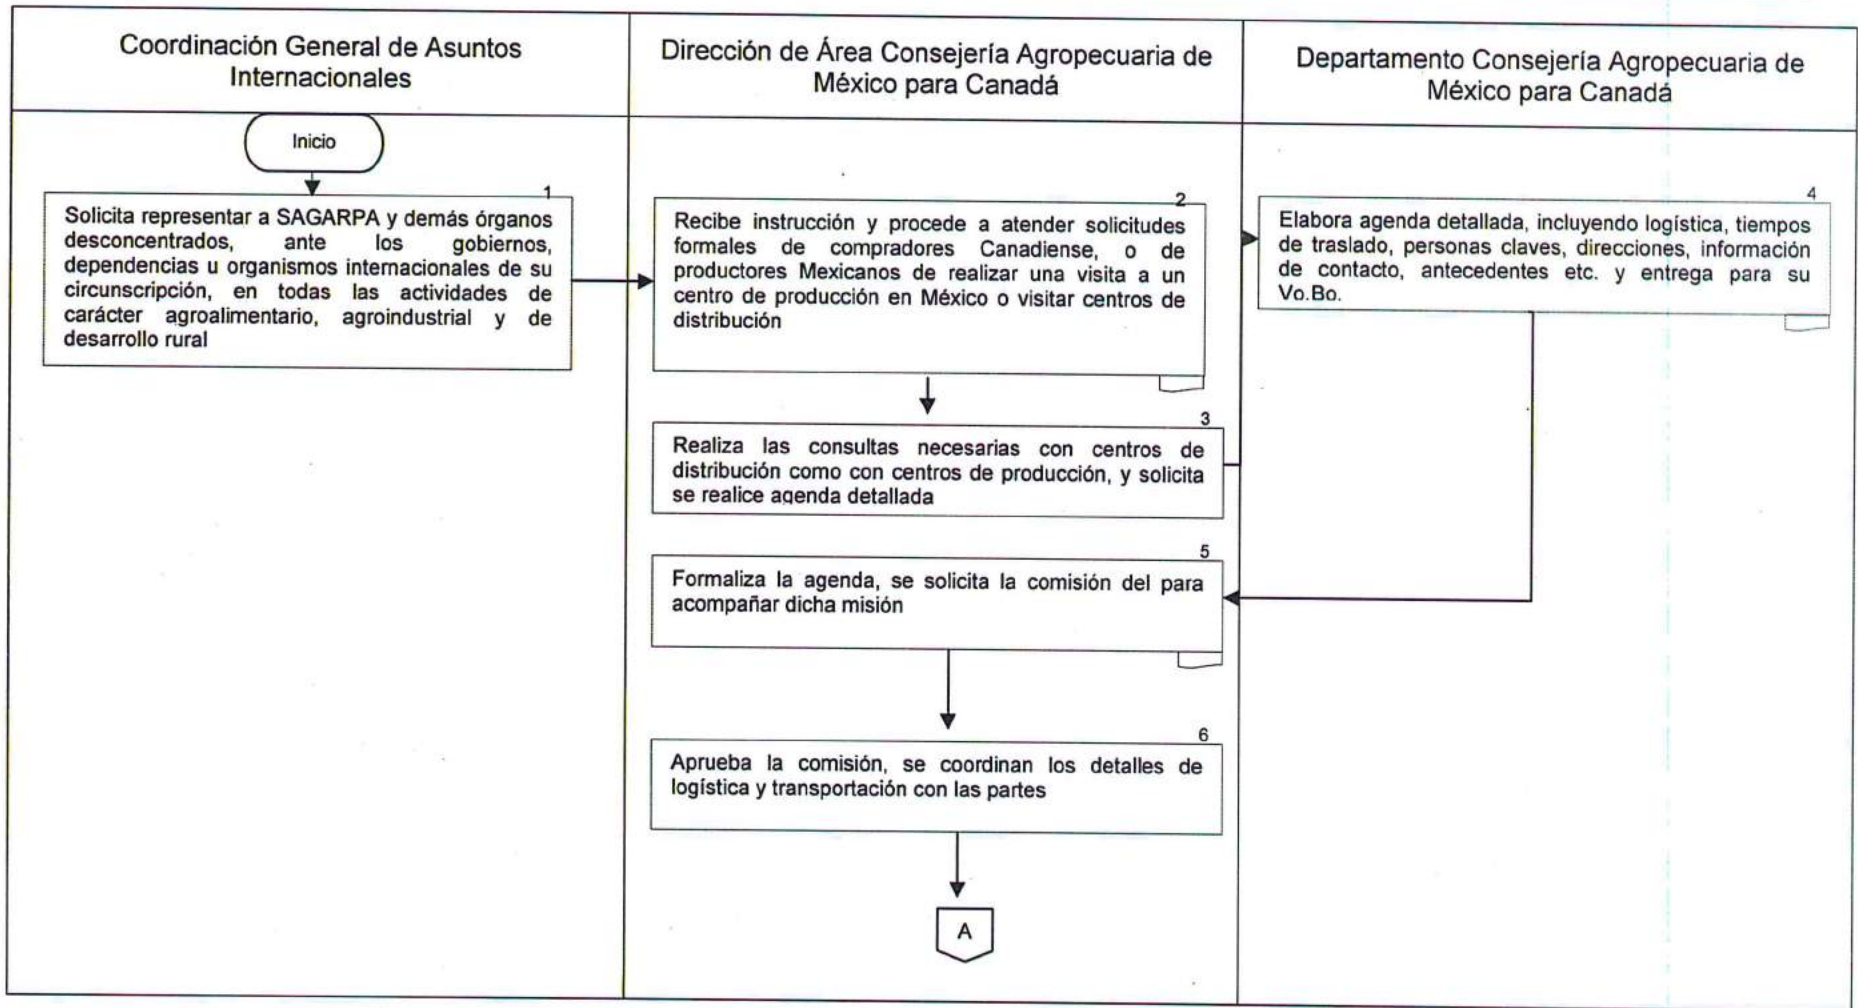 Coordinación General de Asuntos
Internacionales
Dirección de Área Consejería Agropecuaria de
México para Canadá
Departamento Consejería Agropecuaria de
México para Canadá
Inicio
1
Solicita representar a SAGARPA y demás órganos
desconcentrados, ante los gobiernos,
dependencias u organismos internacionales de su
circunscripción, en todas las actividades de
carácter agroalimentario, agroindustrial y de
desarrollo rural
2
Recibe instrucción y procede a atender solicitudes
formales de compradores Canadiense, o de
productores Mexicanos de realizar una visita a un
centro de producción en México o visitar centros de
distribución
3
Realiza las consultas necesarias con centros de
distribución como con centros de producción, y solicita
se realice agenda detallada
4
Elabora agenda detallada, incluyendo logística, tiempos
de traslado, personas claves, direcciones, información
de contacto, antecedentes etc. y entrega para su
Vo.Bo.
5
Formaliza la agenda, se solicita la comisión del para
acompañar dicha misión
6
Aprueba la comisión, se coordinan los detalles de
logística y transportación con las partes
A